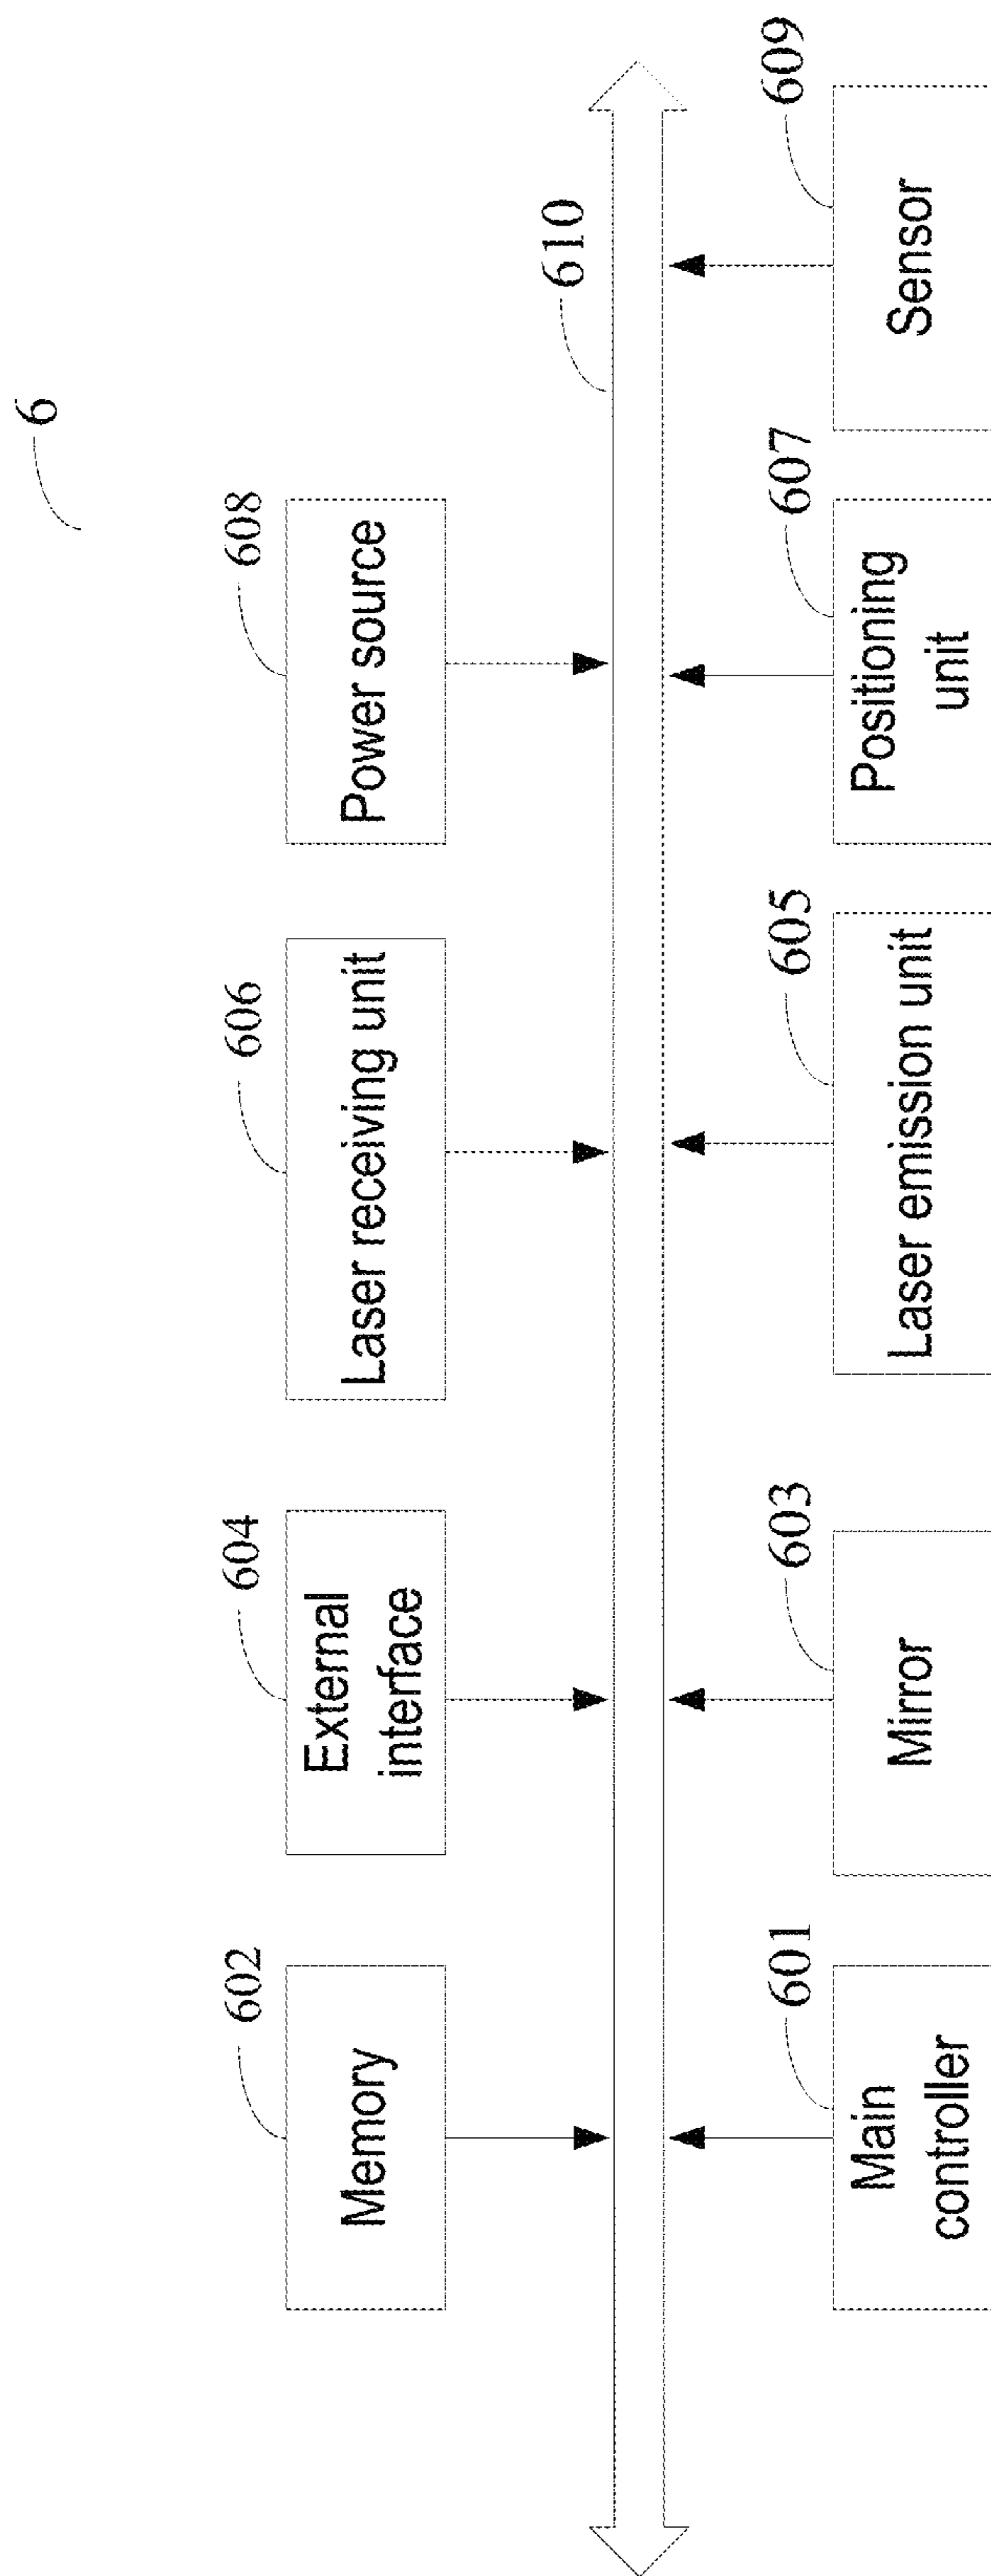 6
602
604
606
608
Memory
External
interface
Laser receiving unit
Power source
610
601
603
605
607
609
Main
controller
Mirror
Laser emission unit
Positioning
unit
Sensor